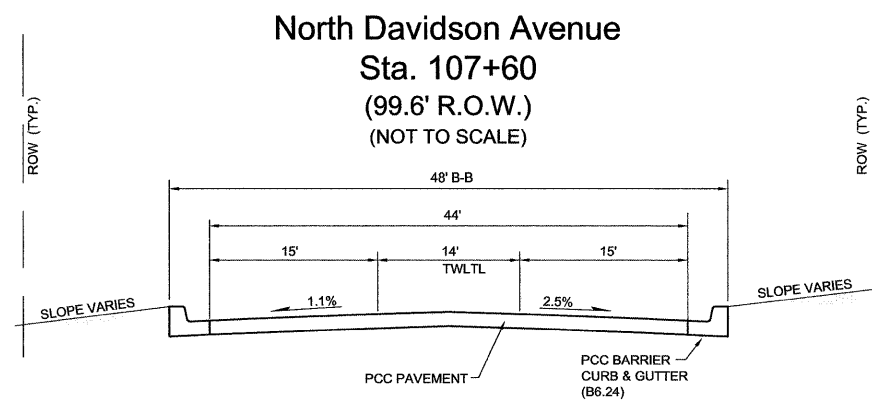 North Davidson Avenue
Sta. 107+60
(99.6' R.O.W.)
(NOT TO SCALE)
ROW (TYP.)
ROW (TYP.)
48' B-B
44'
15'
14'
15'
TWLTL
1.1%
2.5%
SLOPE VARIES
SLOPE VARIES
PCC PAVEMENT
PCC BARRIER
CURB & GUTTER
(B6.24)